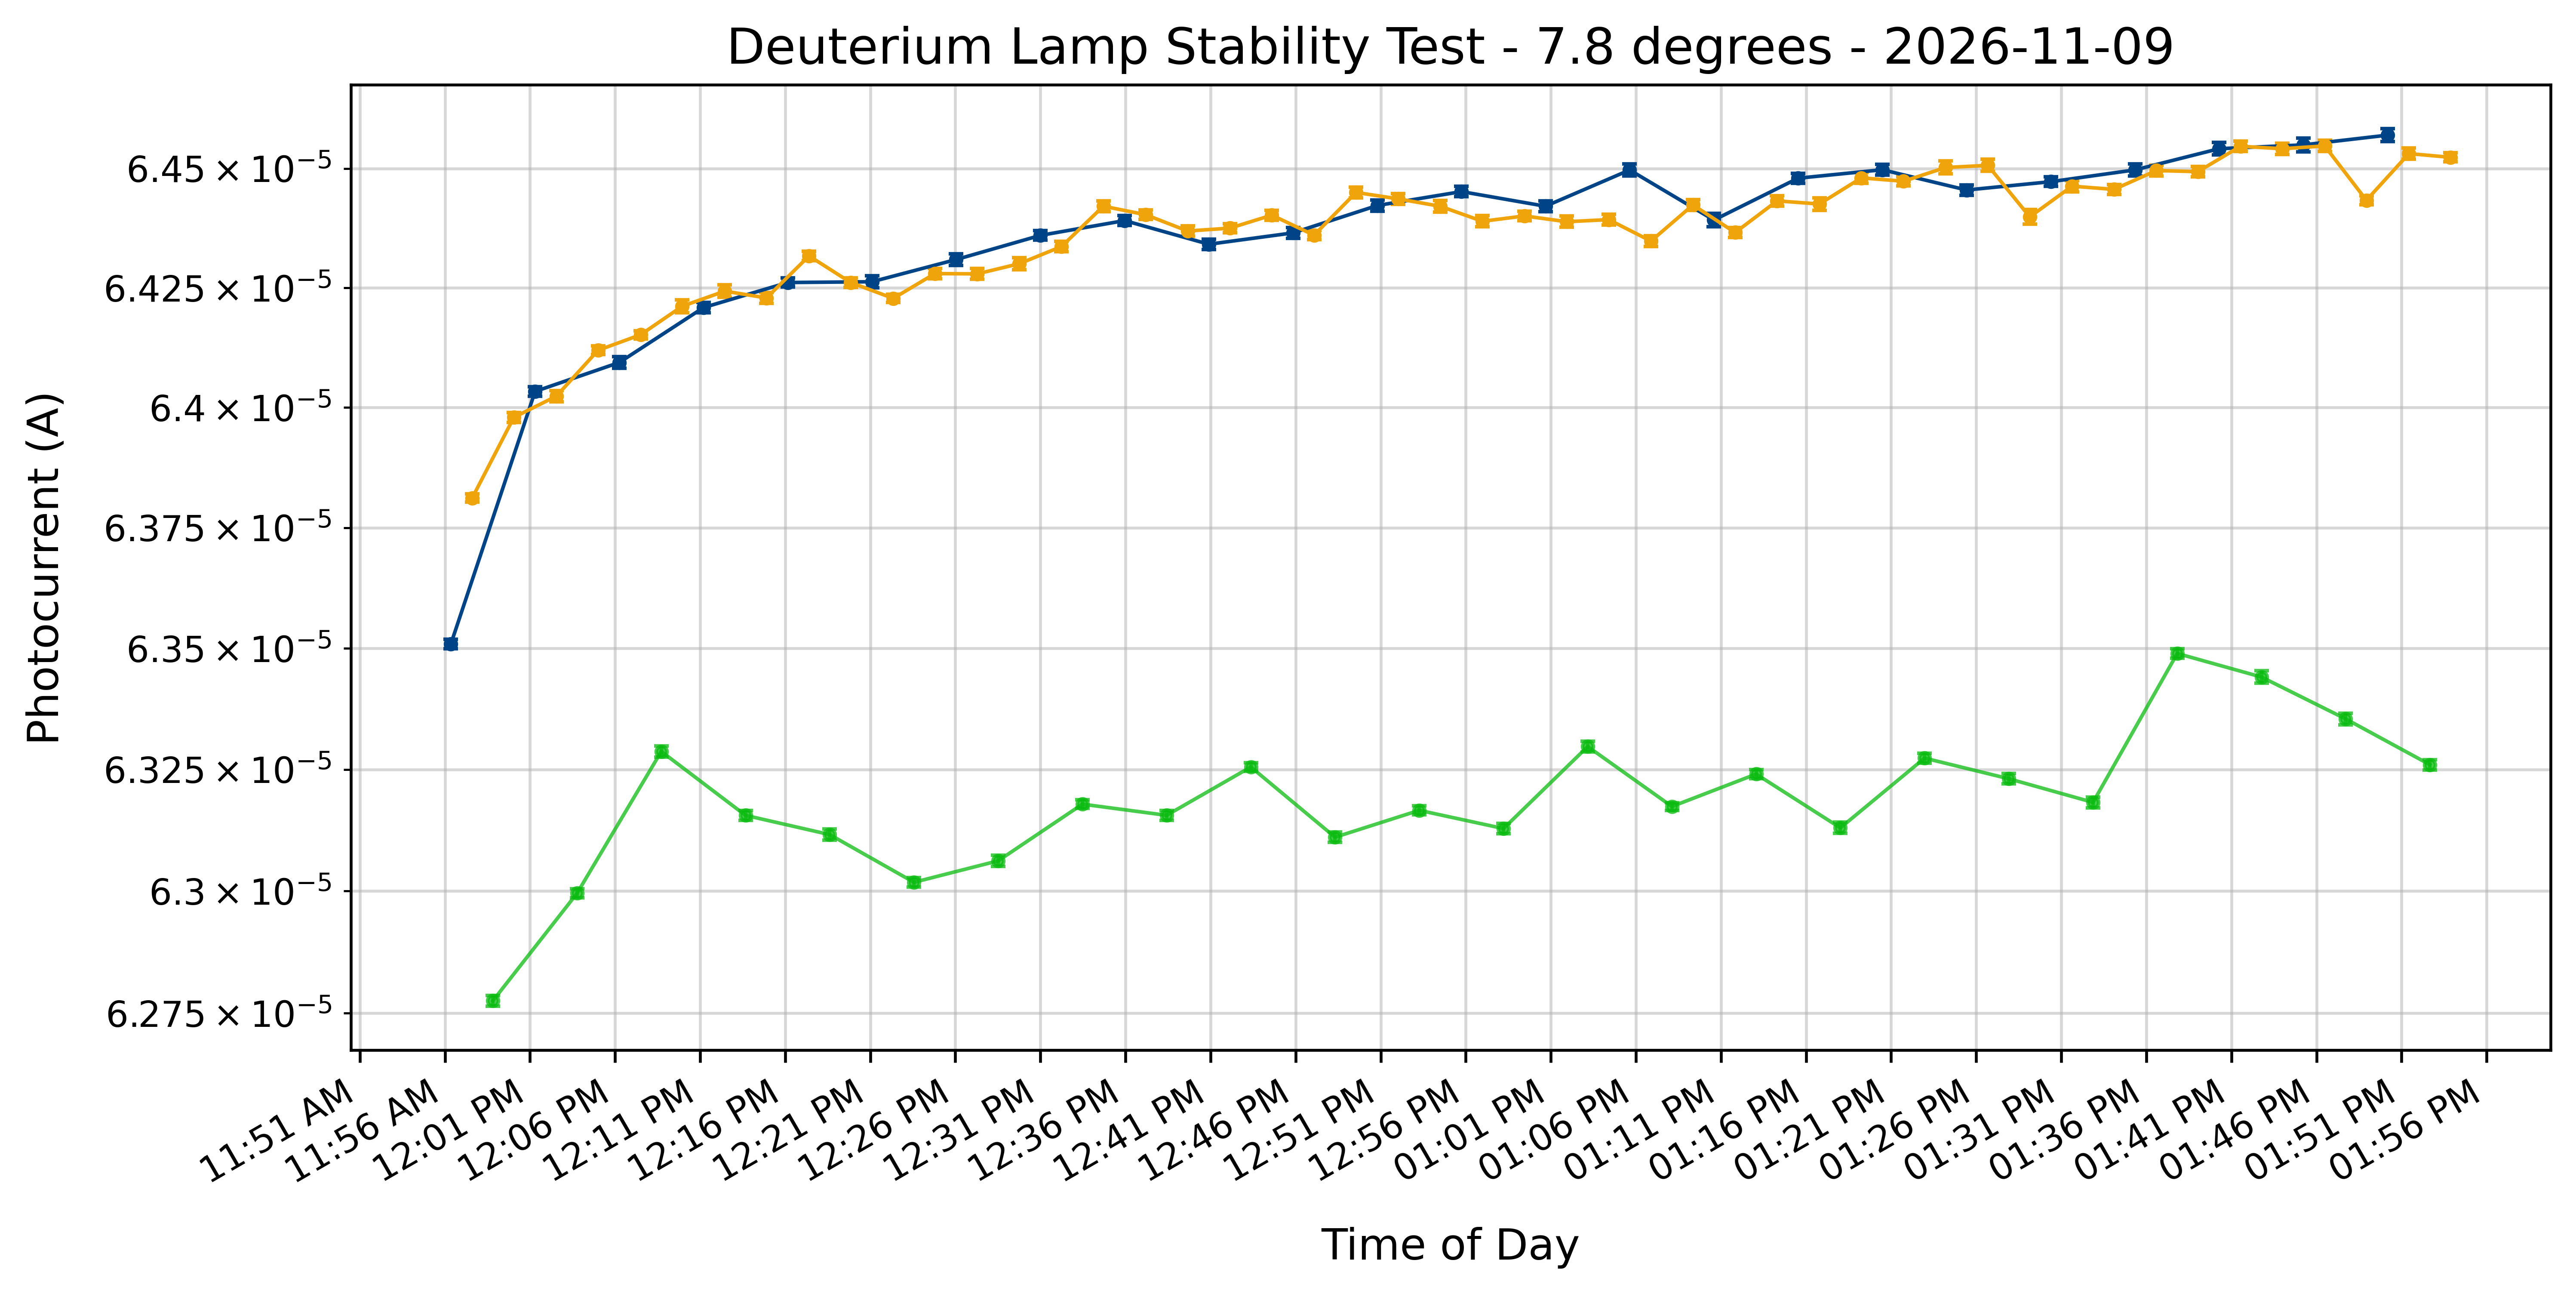 Deuterium Lamp Stability Test - 7.8 degrees - 2026-11-09
Photocurrent (A)
6.45 × 10⁻⁵
6.425 × 10⁻⁵
6.4 × 10⁻⁵
6.375 × 10⁻⁵
6.35 × 10⁻⁵
6.325 × 10⁻⁵
6.3 × 10⁻⁵
6.275 × 10⁻⁵
11:51 AM
11:56 AM
12:01 PM
12:06 PM
12:11 PM
12:16 PM
12:21 PM
12:26 PM
12:31 PM
12:36 PM
12:41 PM
12:46 PM
12:51 PM
12:56 PM
01:01 PM
01:06 PM
01:11 PM
01:16 PM
01:21 PM
01:26 PM
01:31 PM
01:36 PM
01:41 PM
01:46 PM
01:51 PM
01:56 PM
Time of Day